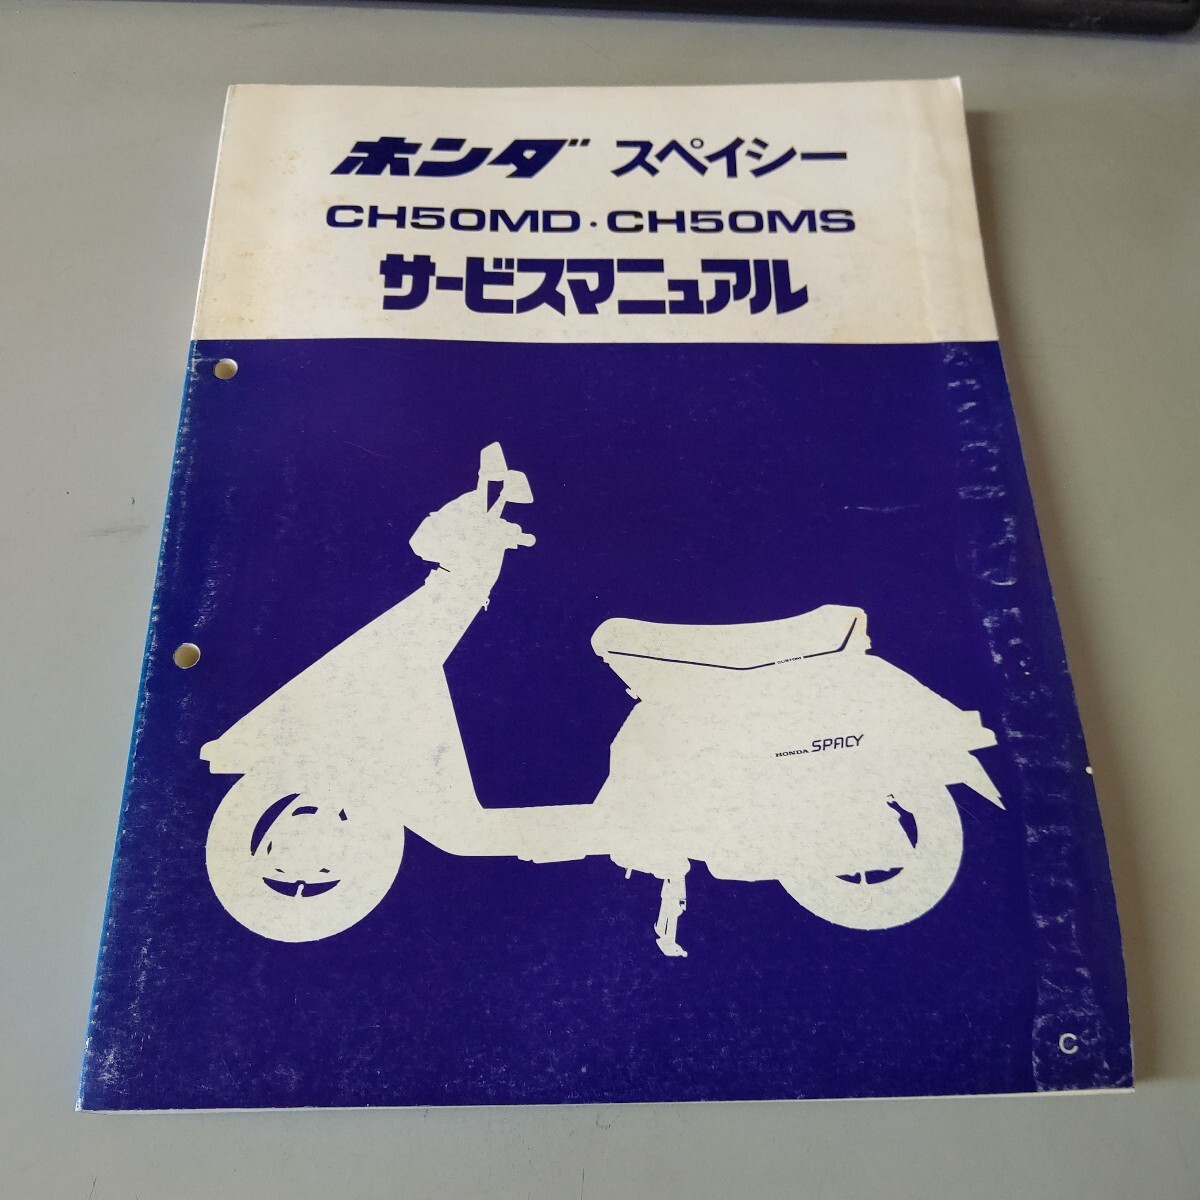 ホンダ スペイシー
CH50MD・CH50MS
サービスマニュアル
CUSTOM
HONDA SPACY
C